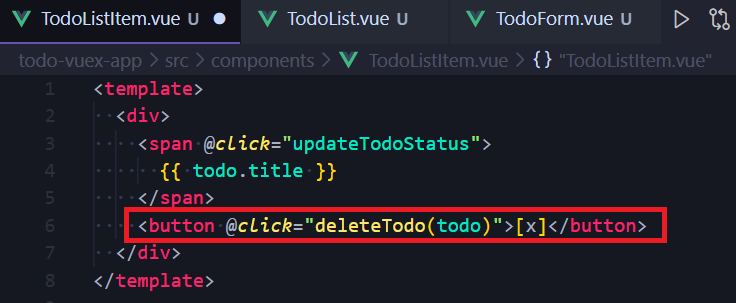 TodoListItem.vue TodoList.vue TodoForm.vue
todo-vuex-app > src > components > TodoListItem.vue > {} "TodoListItem.vue"
1 <template>
2 <div>
3 <span @click="updateTodoStatus">
4 {{ todo.title }}
5 </span>
6 <button @click="deleteTodo(todo)">[x]</button>
7 </div>
8 </template>